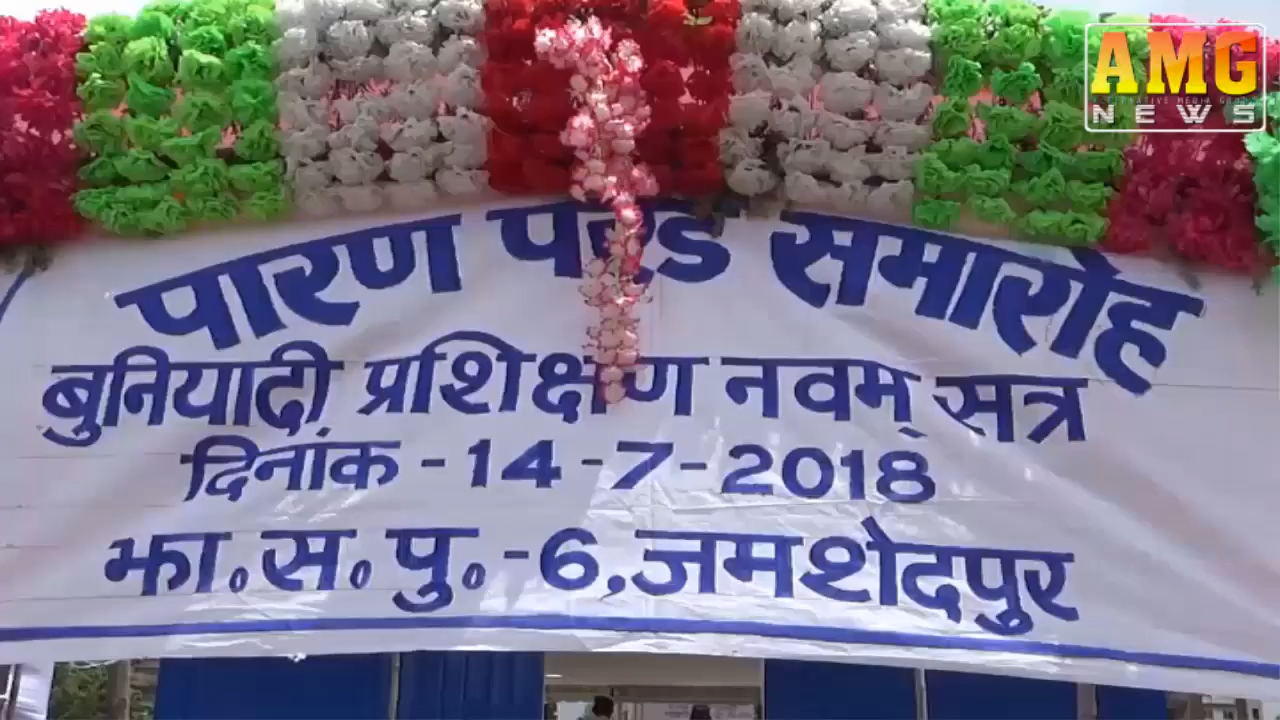 AMG
NEWS
पारण परेड समारोह
बुनियादी प्रशिक्षण नवम् सत्र
दिनांक - 14-7-2018
झा.स.पु.-6,जमशेदपुर